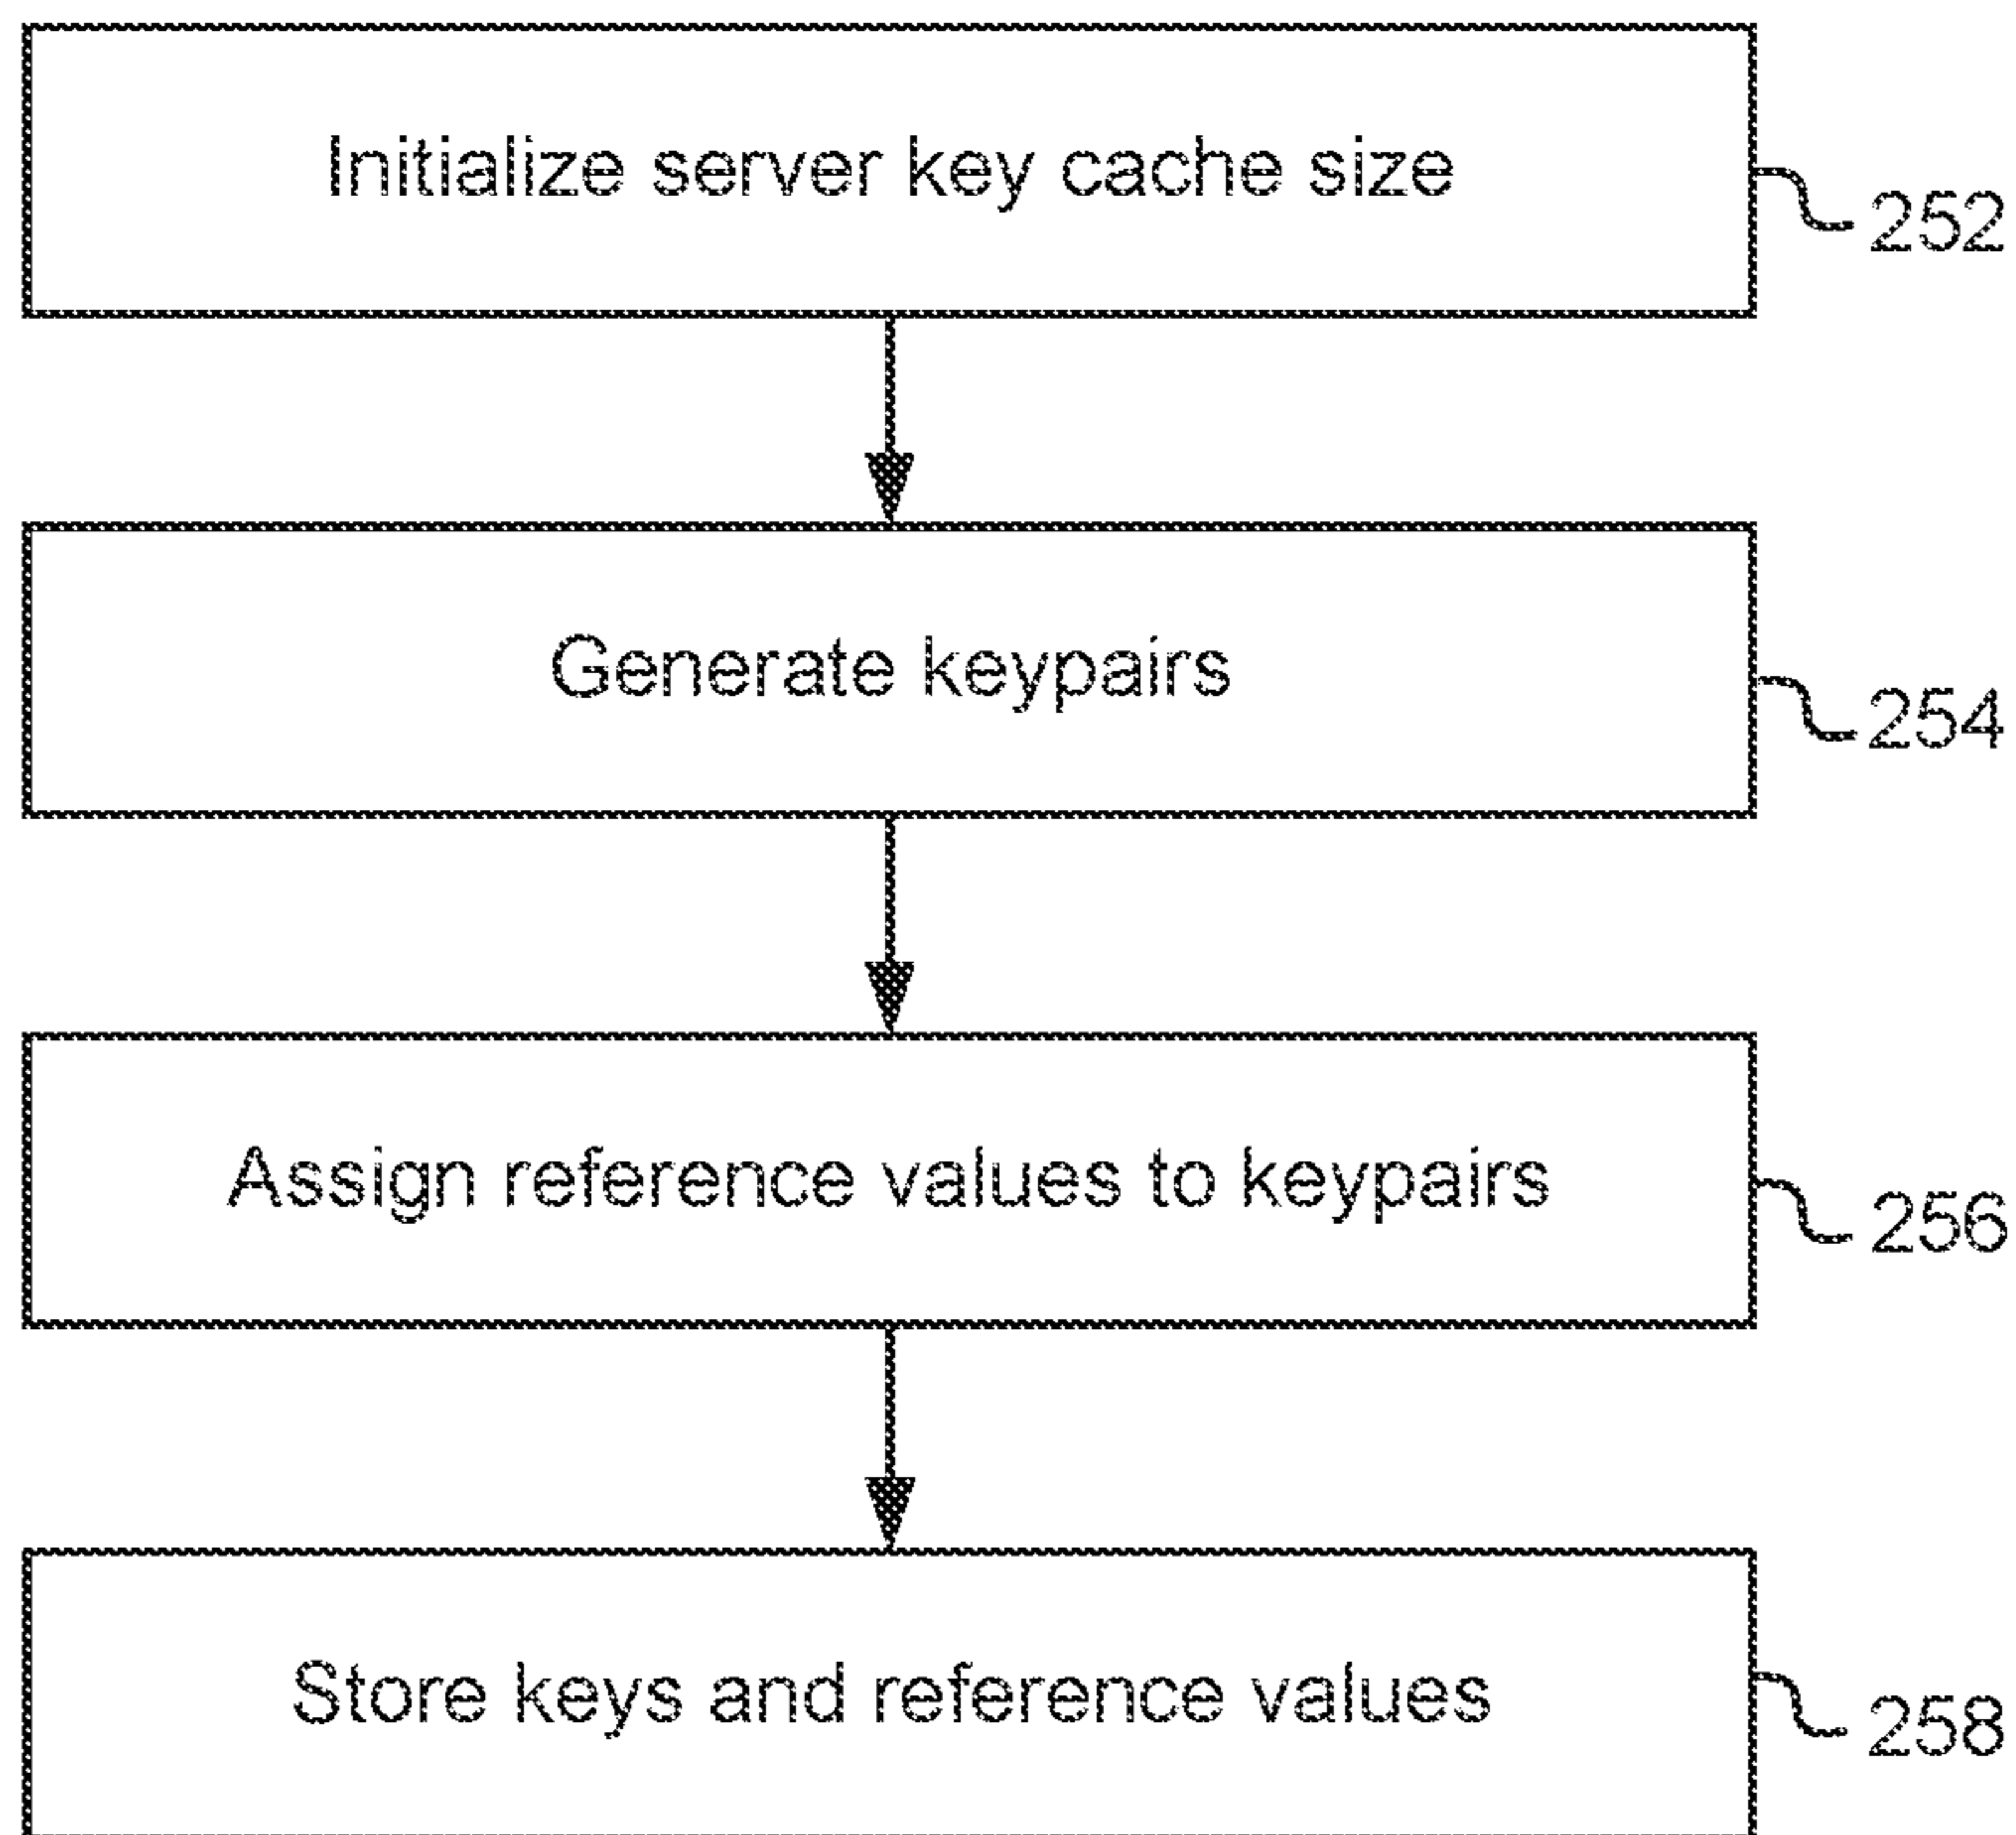 Initialize server key cache size
252
Generate keypairs
254
Assign reference values to keypairs
256
Store keys and reference values
258